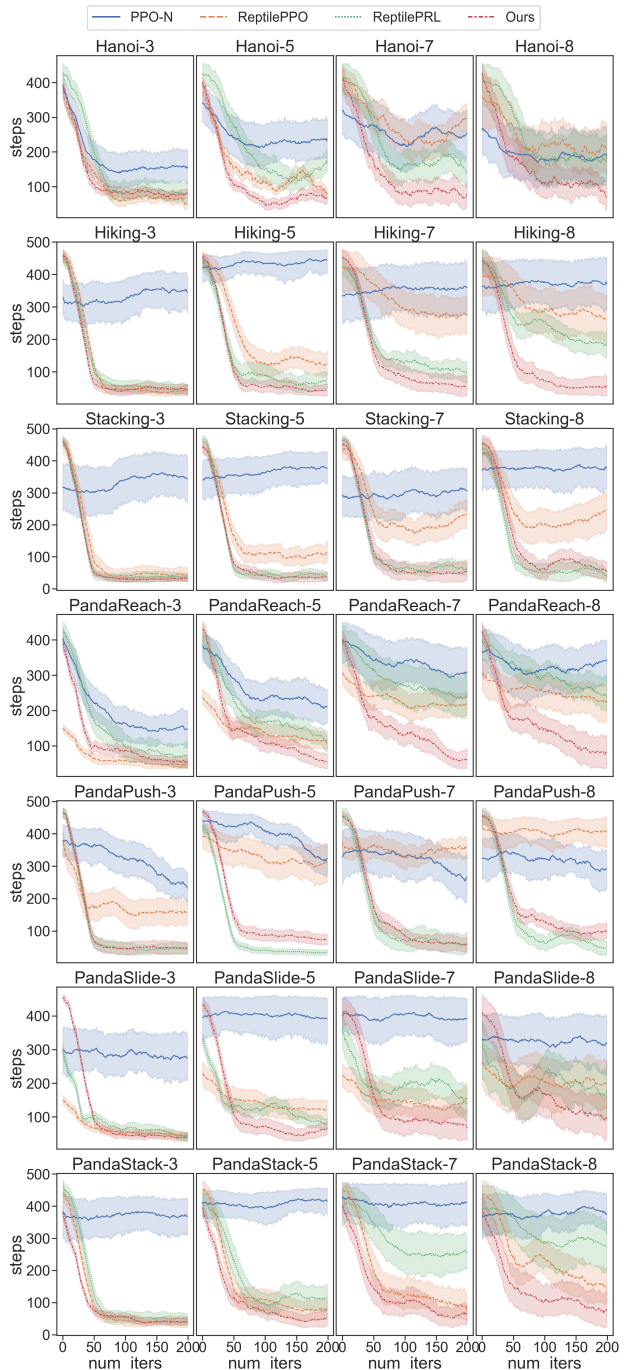 PPO-N ReptilePPO ReptilePRL Ours
Hanoi-3 Hanoi-5 Hanoi-7 Hanoi-8
400
300
200
100
steps
Hiking-3 Hiking-5 Hiking-7 Hiking-8
500
400
300
200
100
steps
Stacking-3 Stacking-5 Stacking-7 Stacking-8
500
400
300
200
100
0
steps
PandaReach-3 PandaReach-5 PandaReach-7 PandaReach-8
400
300
200
100
steps
PandaPush-3 PandaPush-5 PandaPush-7 PandaPush-8
500
400
300
200
100
steps
PandaSlide-3 PandaSlide-5 PandaSlide-7 PandaSlide-8
400
300
200
100
steps
PandaStack-3 PandaStack-5 PandaStack-7 PandaStack-8
500
400
300
200
100
0
steps
0 50 100 150 200 0 50 100 150 200 0 50 100 150 200 0 50 100 150 200
num iters num iters num iters num iters